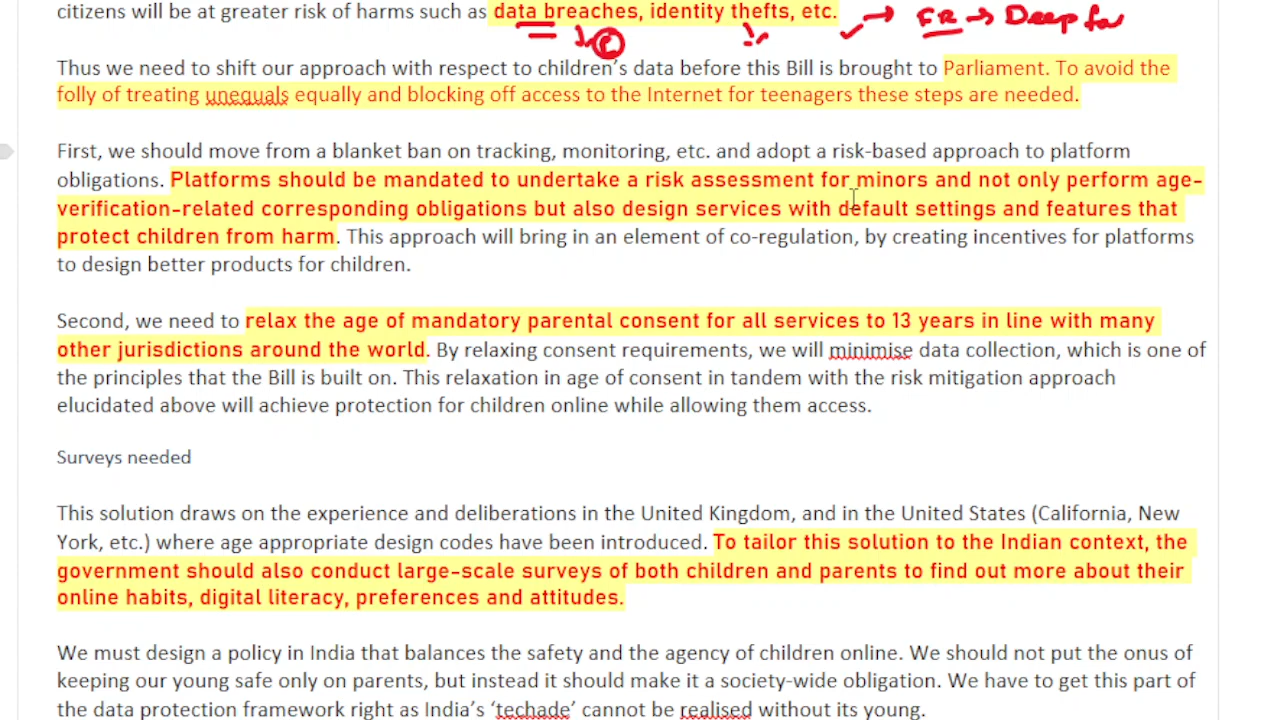 citizens will be at greater risk of harms such as data breaches, identity thefts, etc. → FR → Deep fa
Thus we need to shift our approach with respect to children's data before this Bill is brought to Parliament. To avoid the
folly of treating unequals equally and blocking off access to the Internet for teenagers these steps are needed.
First, we should move from a blanket ban on tracking, monitoring, etc. and adopt a risk-based approach to platform
obligations. Platforms should be mandated to undertake a risk assessment for minors and not only perform age-
verification-related corresponding obligations but also design services with default settings and features that
protect children from harm. This approach will bring in an element of co-regulation, by creating incentives for platforms
to design better products for children.
Second, we need to relax the age of mandatory parental consent for all services to 13 years in line with many
other jurisdictions around the world. By relaxing consent requirements, we will minimise data collection, which is one of
the principles that the Bill is built on. This relaxation in age of consent in tandem with the risk mitigation approach
elucidated above will achieve protection for children online while allowing them access.
Surveys needed
This solution draws on the experience and deliberations in the United Kingdom, and in the United States (California, New
York, etc.) where age appropriate design codes have been introduced. To tailor this solution to the Indian context, the
government should also conduct large-scale surveys of both children and parents to find out more about their
online habits, digital literacy, preferences and attitudes.
We must design a policy in India that balances the safety and the agency of children online. We should not put the onus of
keeping our young safe only on parents, but instead it should make it a society-wide obligation. We have to get this part of
the data protection framework right as India's 'techade' cannot be realised without its young.